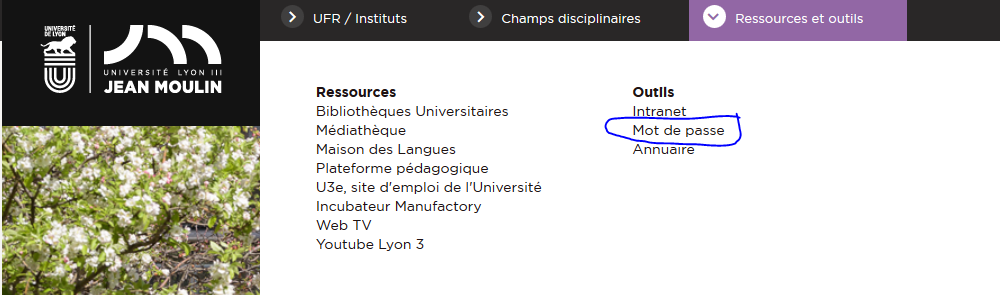 UFR / Instituts
Champs disciplinaires
Ressources et outils
UNIVERSITÉ
DE LYON
UNIVERSITÉ LYON III
JEAN MOULIN
Ressources
Bibliothèques Universitaires
Médiathèque
Maison des Langues
Plateforme pédagogique
U3e, site d'emploi de l'Université
Incubateur Manufactory
Web TV
Youtube Lyon 3
Outils
Intranet
Mot de passe
Annuaire